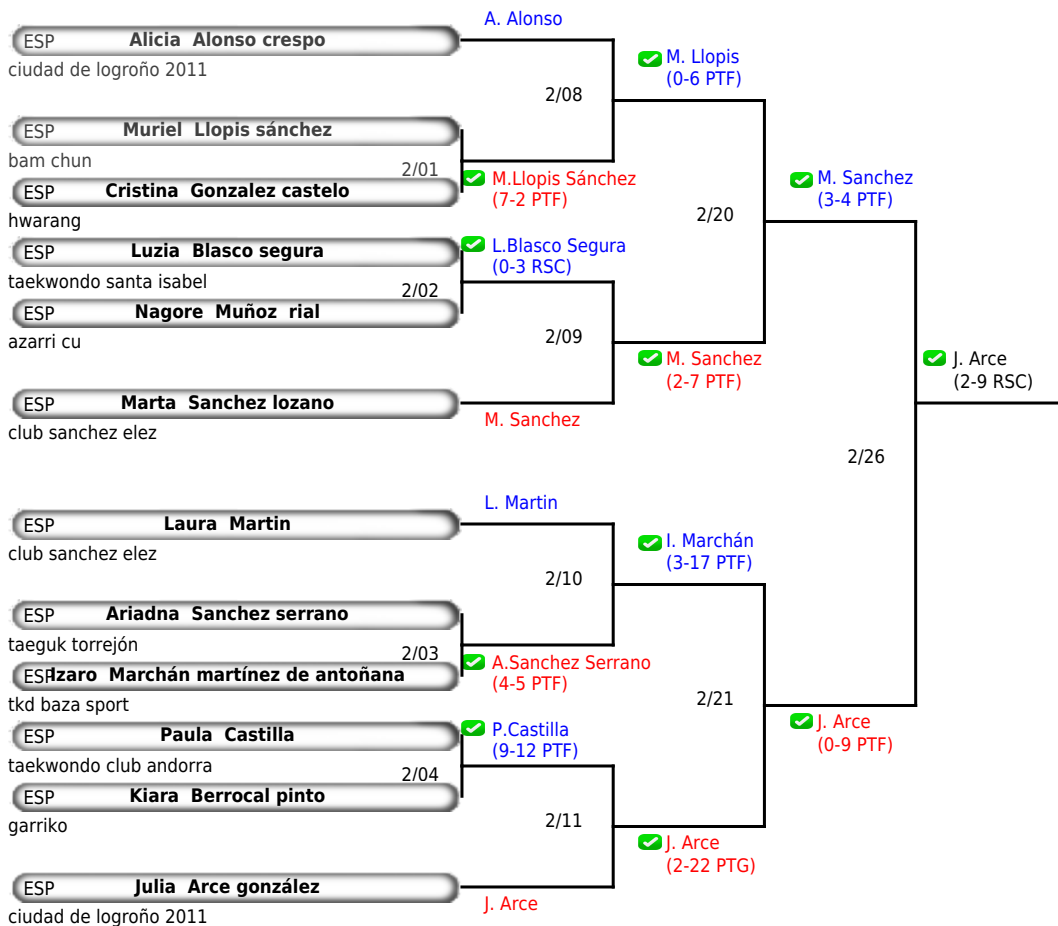 A. Alonso
ESP Alicia Alonso crespo
ciudad de logroño 2011
M. Llopis
(0-6 PTF)
2/08
ESP Muriel Llopis sánchez
bam chun
2/01
M.Llopis Sánchez
(7-2 PTF)
ESP Cristina Gonzalez castelo
hwarang
M. Sanchez
(3-4 PTF)
2/20
ESP Luzia Blasco segura
L.Blasco Segura
(0-3 RSC)
taekwondo santa isabel
2/02
ESP Nagore Muñoz rial
azarri cu
2/09
M. Sanchez
(2-7 PTF)
J. Arce
(2-9 RSC)
ESP Marta Sanchez lozano
M. Sanchez
club sanchez elez
2/26
L. Martin
ESP Laura Martin
club sanchez elez
I. Marchán
(3-17 PTF)
2/10
ESP Ariadna Sanchez serrano
taeguk torrejón
2/03
A.Sanchez Serrano
(4-5 PTF)
ESP Izaro Marchán martínez de antoñana
tkd baza sport
2/21
ESP Paula Castilla
P.Castilla
(9-12 PTF)
J. Arce
(0-9 PTF)
taekwondo club andorra
2/04
ESP Kiara Berrocal pinto
garriko
2/11
J. Arce
(2-22 PTG)
ESP Julia Arce gonzález
J. Arce
ciudad de logroño 2011